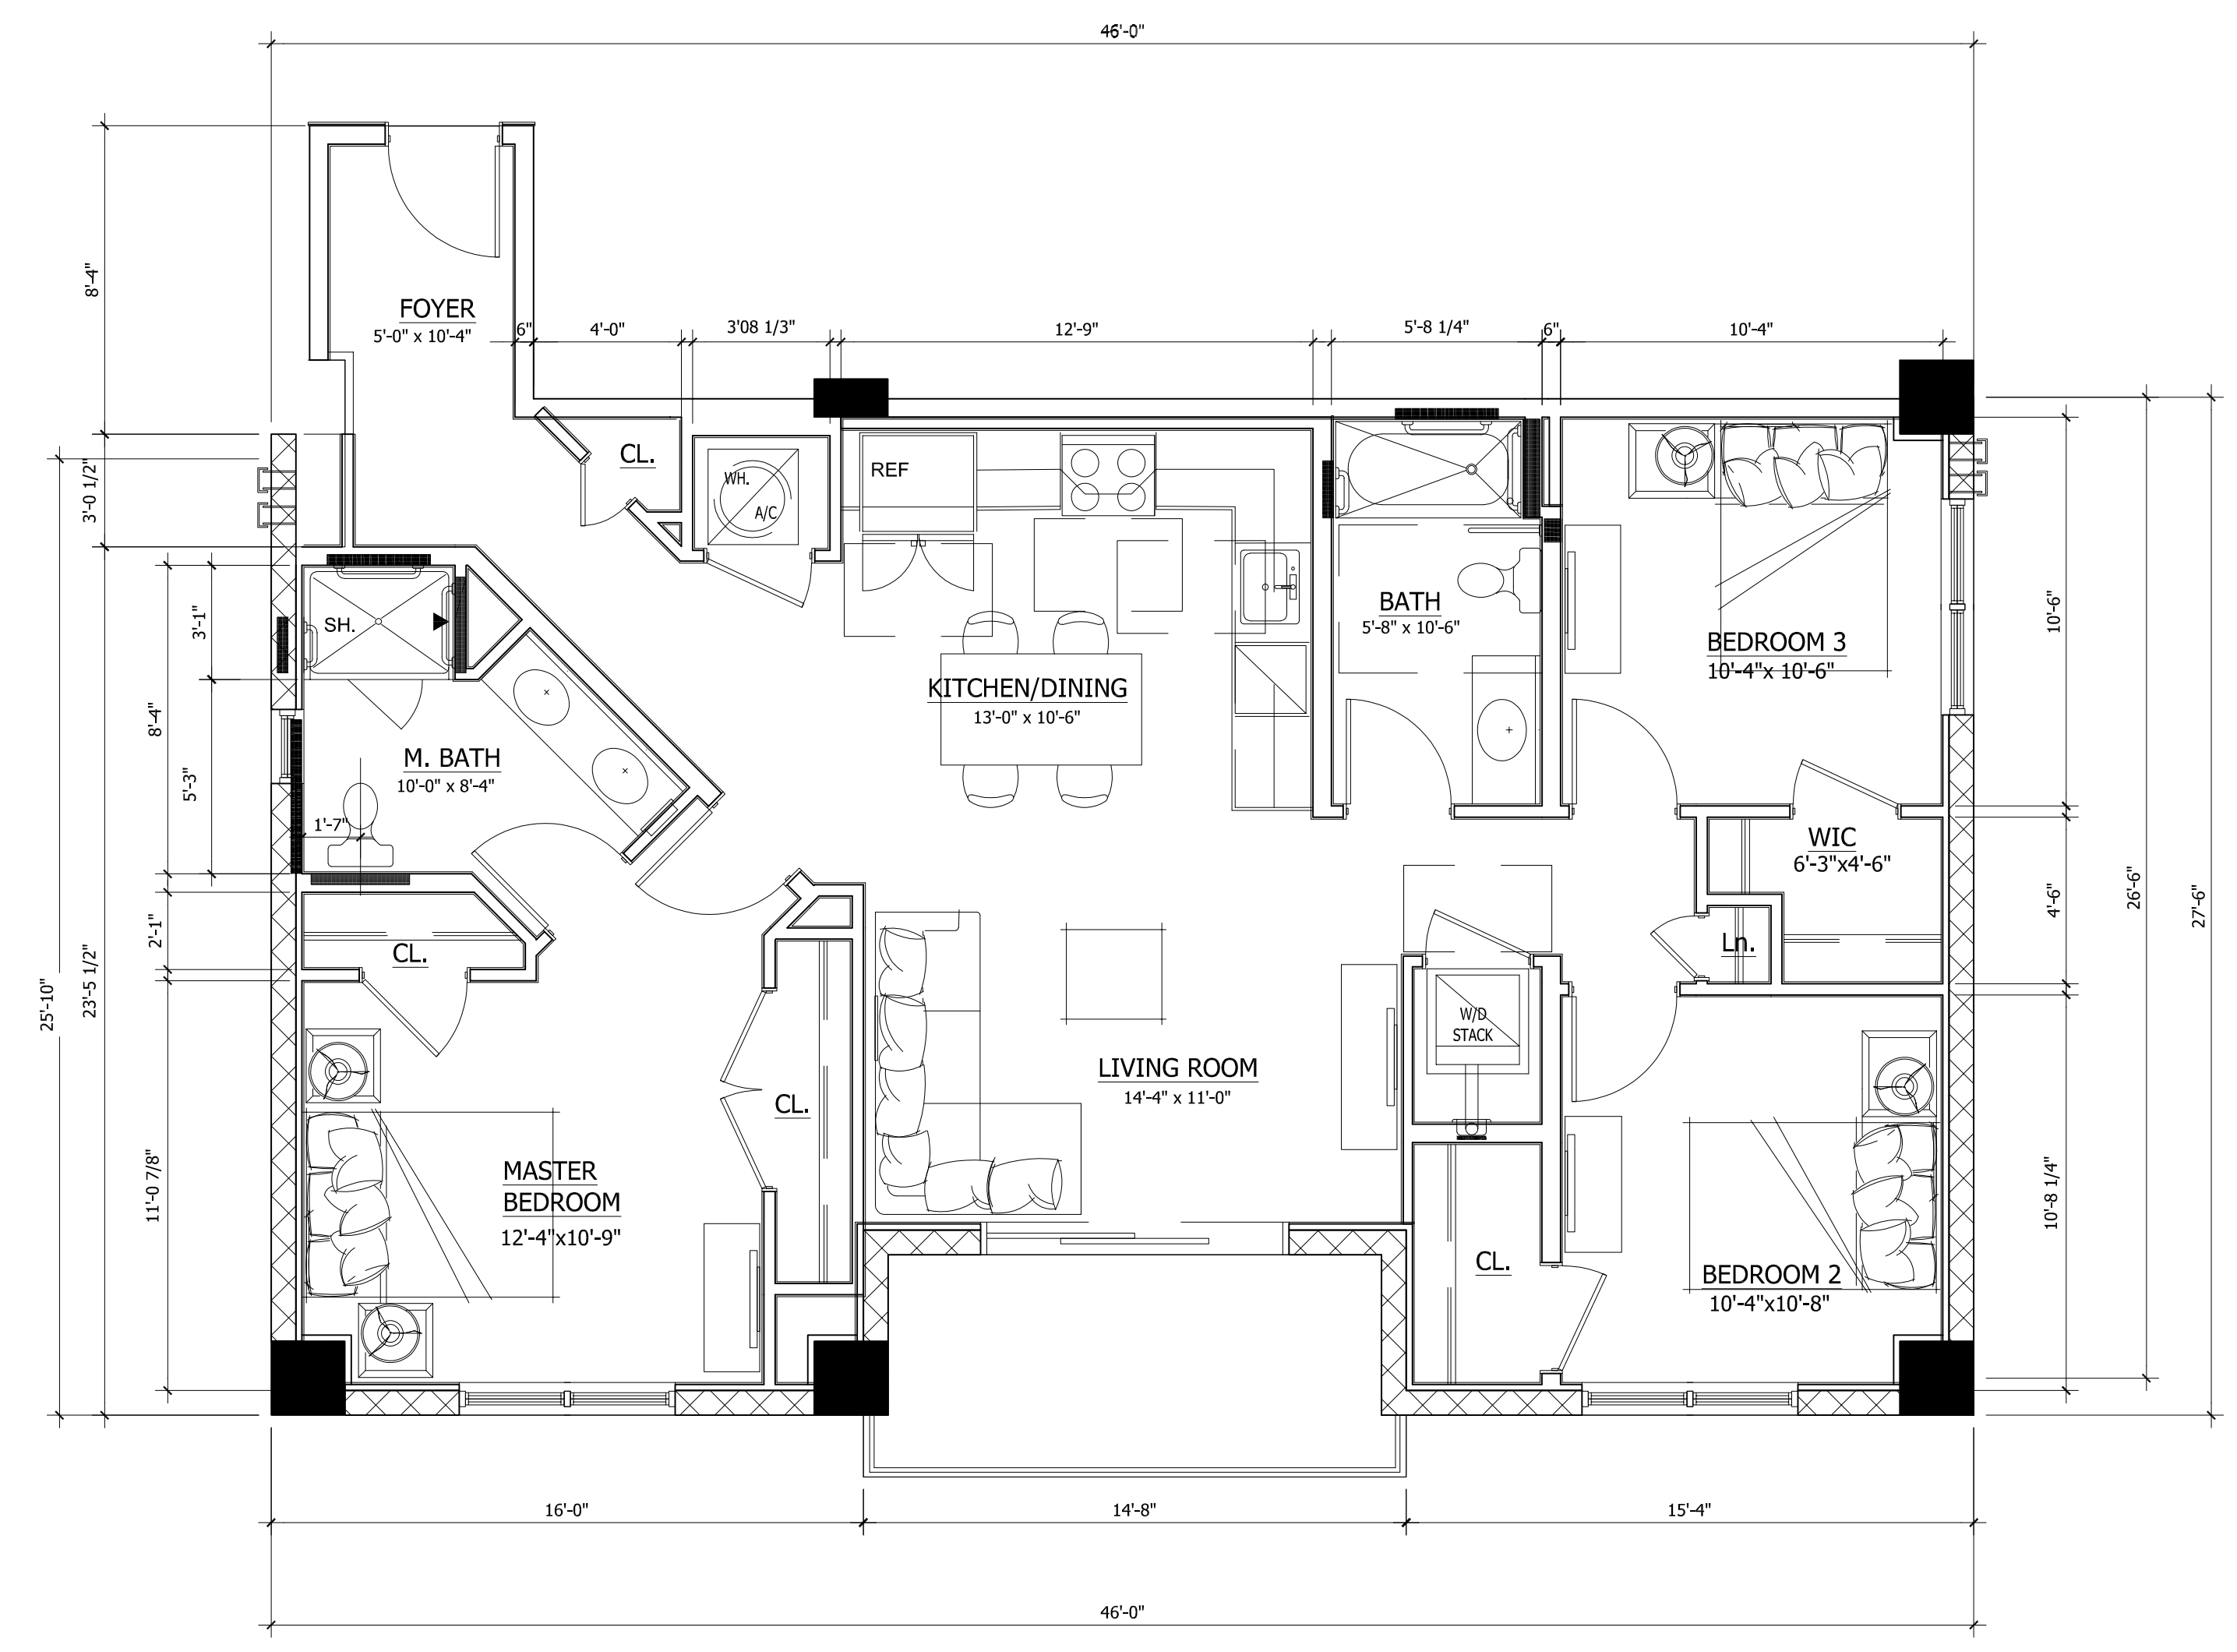 46'-0"
8'-4"
FOYER
5'-0" x 10'-4"
6"
4'-0"
3'08 1/3"
12'-9"
5'-8 1/4"
6"
10'-4"
3'-0 1/2"
CL.
WH.
A/C
REF
SH.
3'-1"
8'-4"
5'-3"
M. BATH
10'-0" x 8'-4"
1'-7"
KITCHEN/DINING
13'-0" x 10'-6"
BATH
5'-8" x 10'-6"
BEDROOM 3
10'-4"x 10'-6"
10'-6"
WIC
6'-3"x4'-6"
4'-6"
26'-6"
27'-6"
Ln.
2'-1"
CL.
25'-10"
23'-5 1/2"
W/D
STACK
LIVING ROOM
14'-4" x 11'-0"
CL.
11'-0 7/8"
MASTER
BEDROOM
12'-4"x10'-9"
CL.
BEDROOM 2
10'-4"x10'-8"
10'-8 1/4"
16'-0"
14'-8"
15'-4"
46'-0"